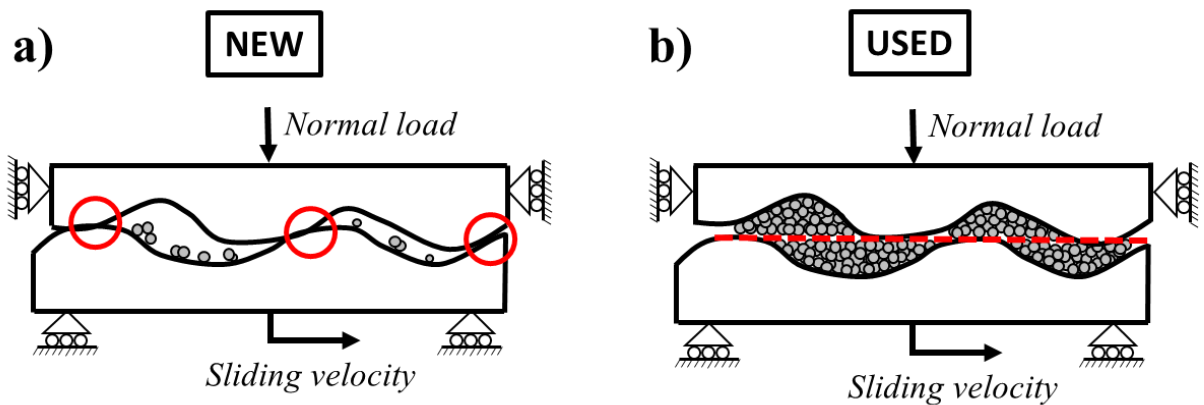 a)
NEW
Normal load
Sliding velocity
b)
USED
Normal load
Sliding velocity